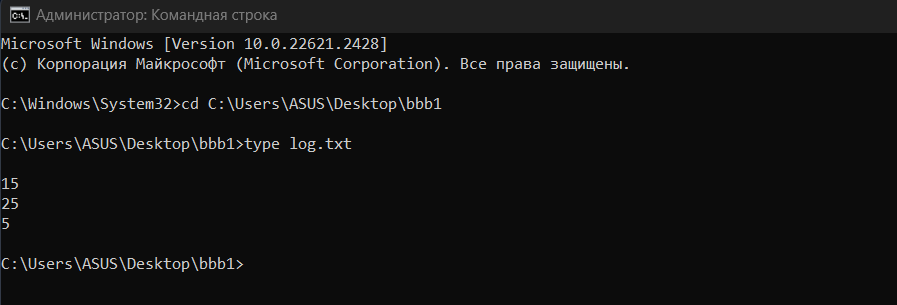 Администратор: Командная строка
Microsoft Windows [Version 10.0.22621.2428]
(c) Корпорация Майкрософт (Microsoft Corporation). Все права защищены.
C:\Windows\System32>cd C:\Users\ASUS\Desktop\bbb1
C:\Users\ASUS\Desktop\bbb1>type log.txt
15
25
5
C:\Users\ASUS\Desktop\bbb1>